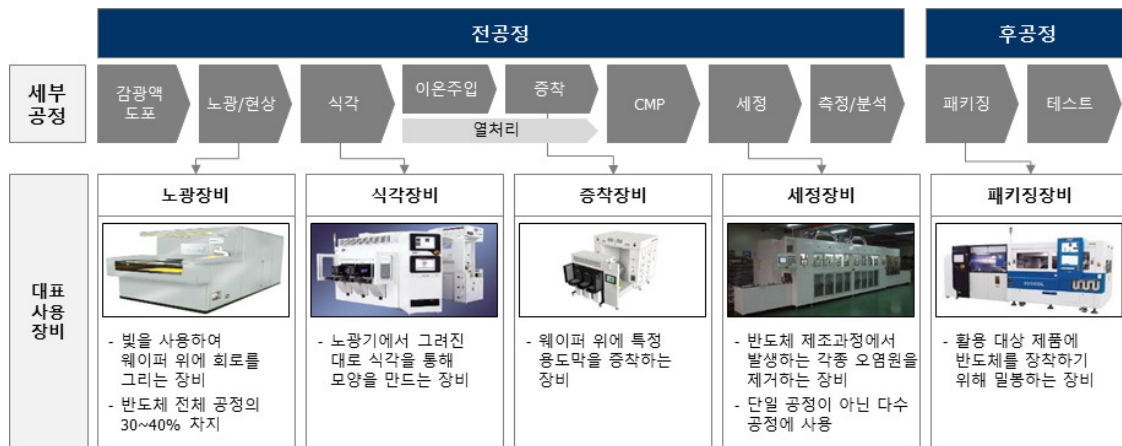 전공정
후공정
세부
공정
감광액
도포
노광/현상
식각
이온주입
증착
열처리
CMP
세정
측정/분석
패키징
테스트
대표
사용
장비
노광장비
- 빛을 사용하여
웨이퍼 위에 회로를
그리는 장비
- 반도체 전체 공정의
30~40% 차지
식각장비
- 노광기에서 그려진
대로 식각을 통해
모양을 만드는 장비
증착장비
- 웨이퍼 위에 특정
용도막을 증착하는
장비
세정장비
- 반도체 제조과정에서
발생하는 각종 오염원을
제거하는 장비
- 단일 공정이 아닌 다수
공정에 사용
패키징장비
- 활용 대상 제품에
반도체를 장착하기
위해 밀봉하는 장비